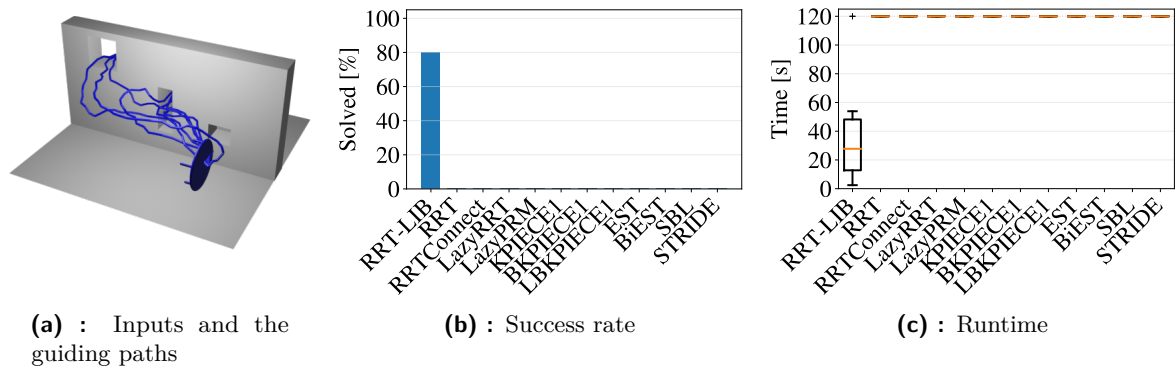 Solved [%]
100
80
60
40
20
0
RRT-LIB
RRT
RRTConnect
LazyRRT
LazyPRM
KPIECE1
BKPIECE1
LBKPIECE1
EST
BiEST
SBL
STRIDE
Time [s]
120
100
80
60
40
20
0
RRT-LIB
RRT
RRTConnect
LazyRRT
LazyPRM
KPIECE1
BKPIECE1
LBKPIECE1
EST
BiEST
SBL
STRIDE
(a) : Inputs and the
guiding paths
(b) : Success rate
(c) : Runtime